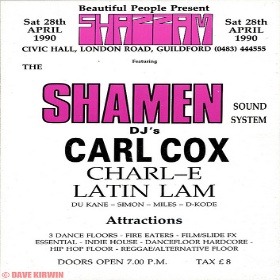 Beautiful People Present
Sat 28th APRIL 1990
SHAZZAM
Sat 28th APRIL 1990
CIVIC HALL, LONDON ROAD, GUILDFORD (0483) 444555
Featuring
THE
SHAMEN
SOUND SYSTEM
DJ's
CARL COX
CHARL–E
LATIN LAM
DU KANE – SIMON – MILES – D-KODE
Attractions
3 DANCE FLOORS - FIRE EATERS - FILM/SLIDE FX
ESSENTIAL - INDIE HOUSE - DANCEFLOOR HARDCORE -
HIP HOP FLOOR - REGGAE/ALTERNATIVE FLOOR
DOORS OPEN 7.00 P.M. TAX £8
© DAVE KIRWIN